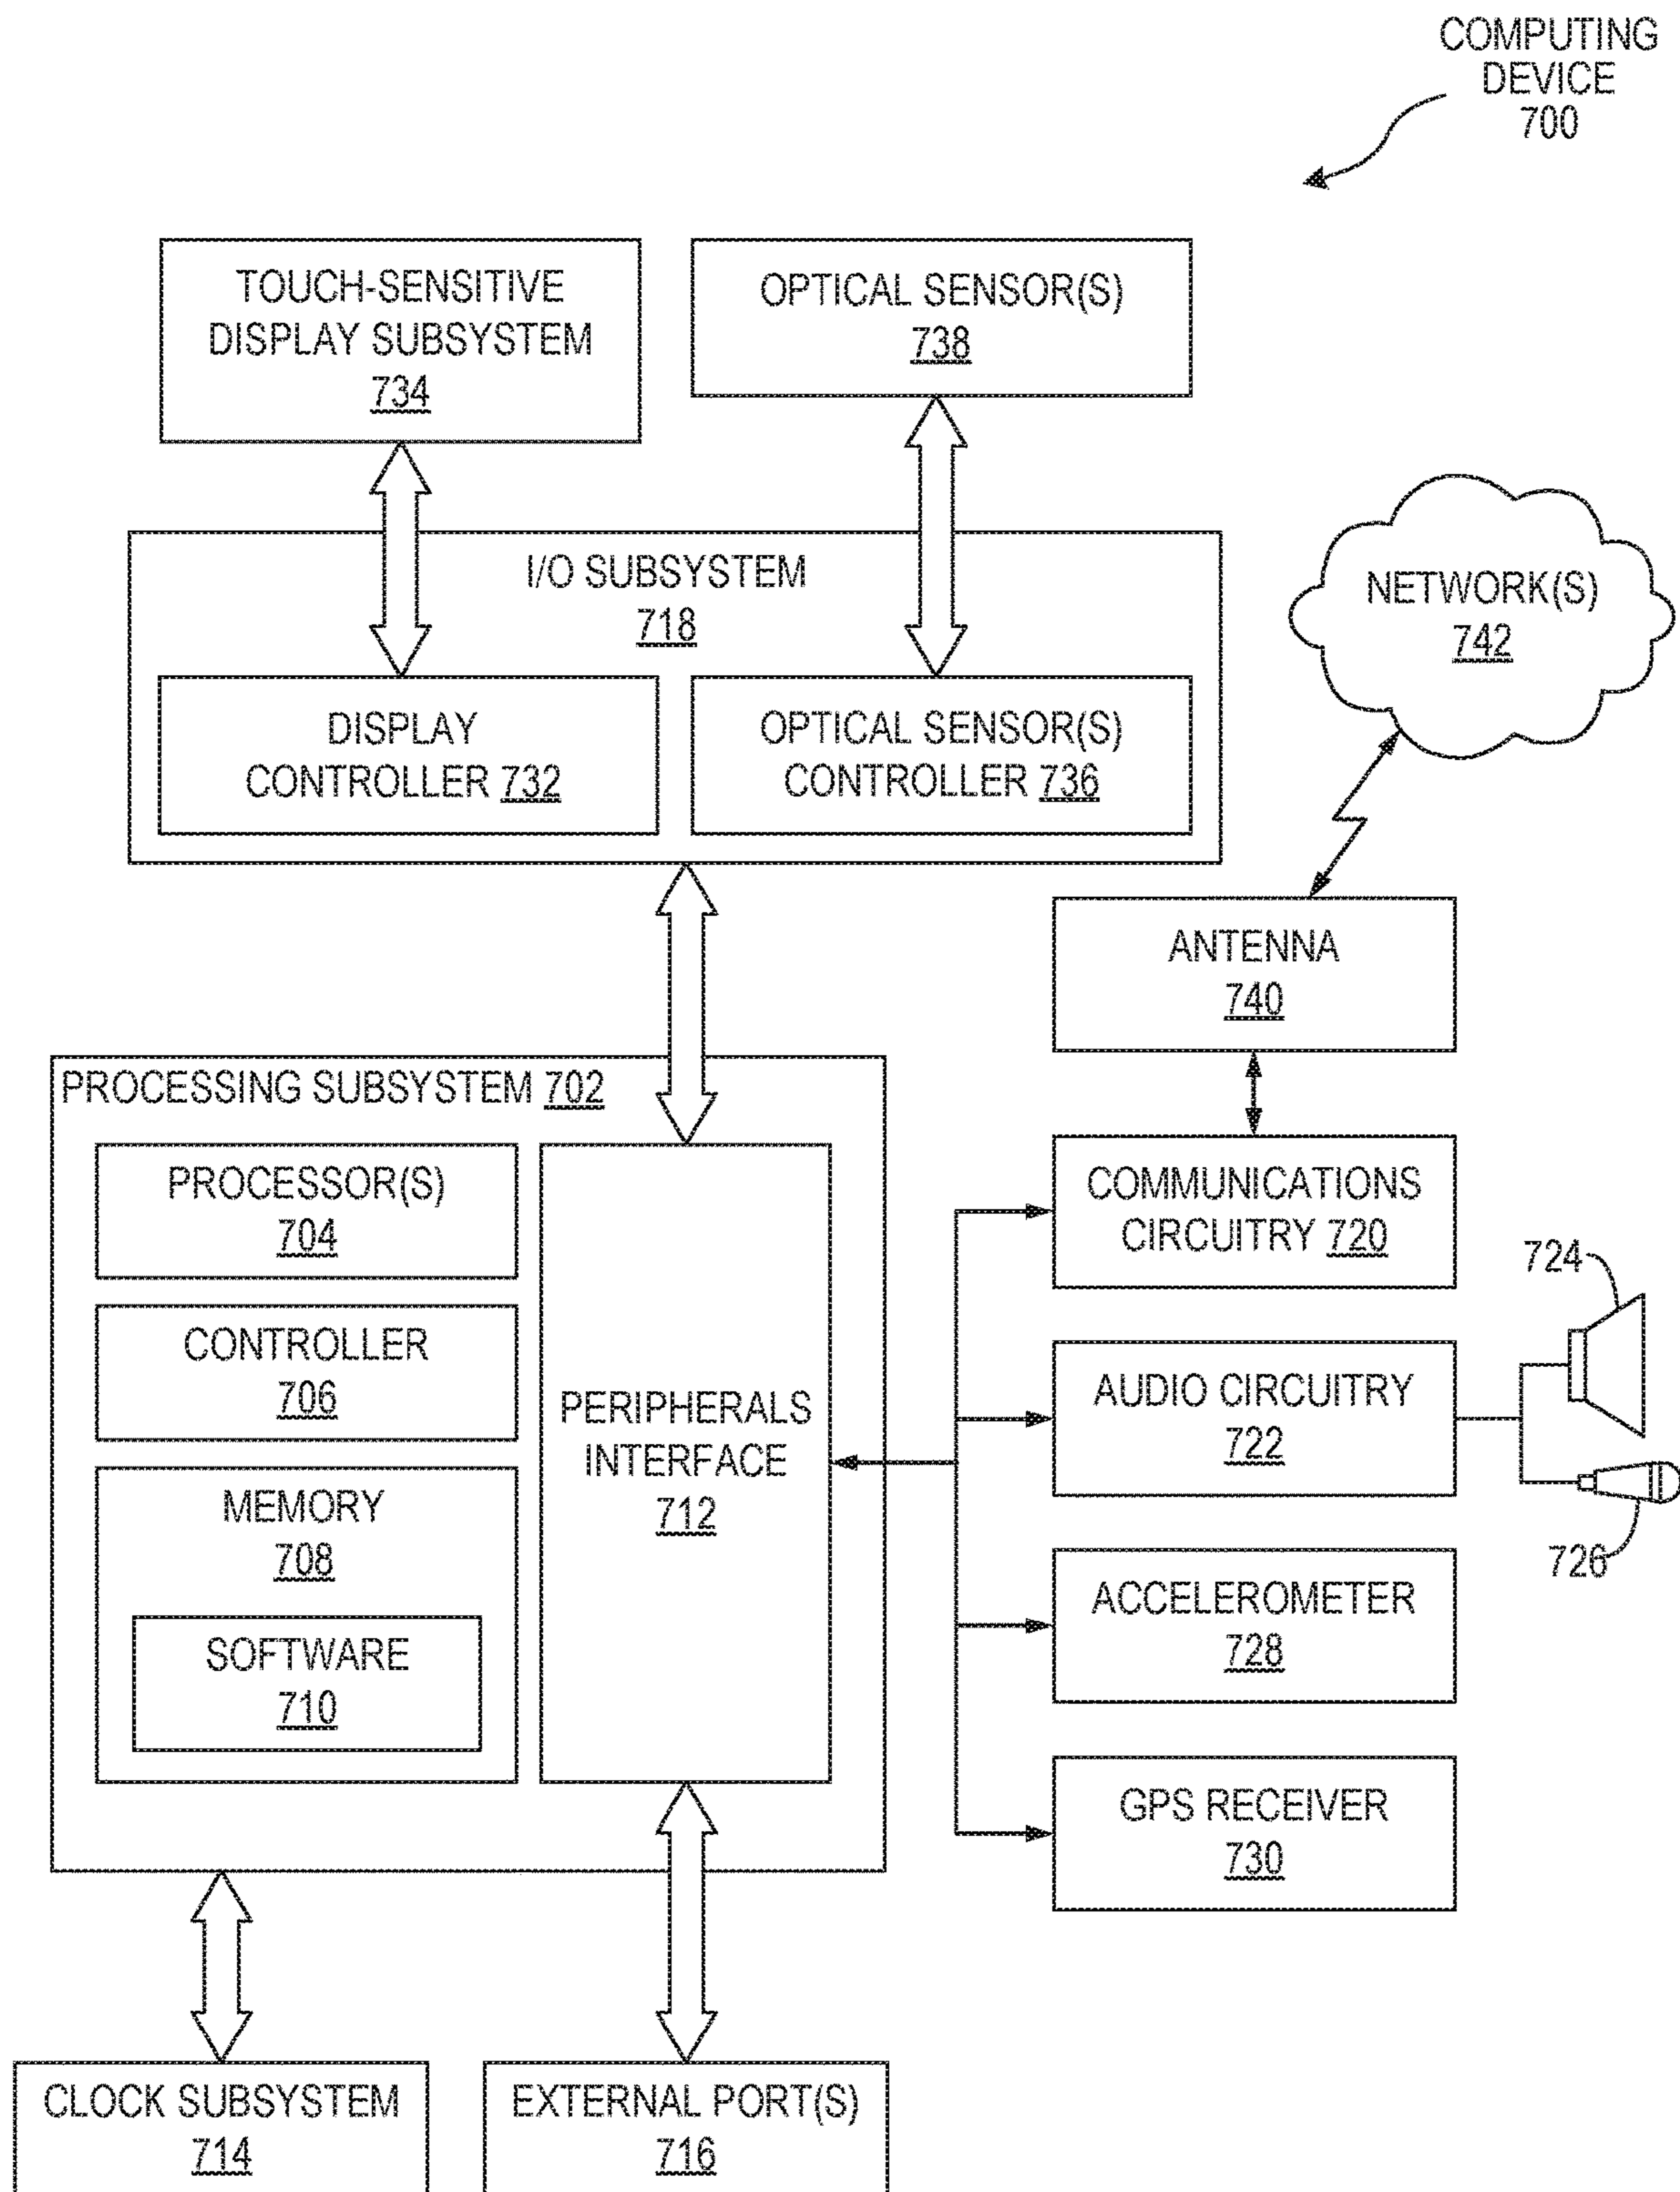 COMPUTING
DEVICE
700
TOUCH-SENSITIVE
DISPLAY SUBSYSTEM
734
OPTICAL SENSOR(S)
738
I/O SUBSYSTEM
718
DISPLAY
CONTROLLER 732
OPTICAL SENSOR(S)
CONTROLLER 736
NETWORK(S)
742
ANTENNA
740
PROCESSING SUBSYSTEM 702
PROCESSOR(S)
704
CONTROLLER
706
MEMORY
708
SOFTWARE
710
PERIPHERALS
INTERFACE
712
COMMUNICATIONS
CIRCUITRY 720
AUDIO CIRCUITRY
722
724
726
ACCELEROMETER
728
GPS RECEIVER
730
CLOCK SUBSYSTEM
714
EXTERNAL PORT(S)
716